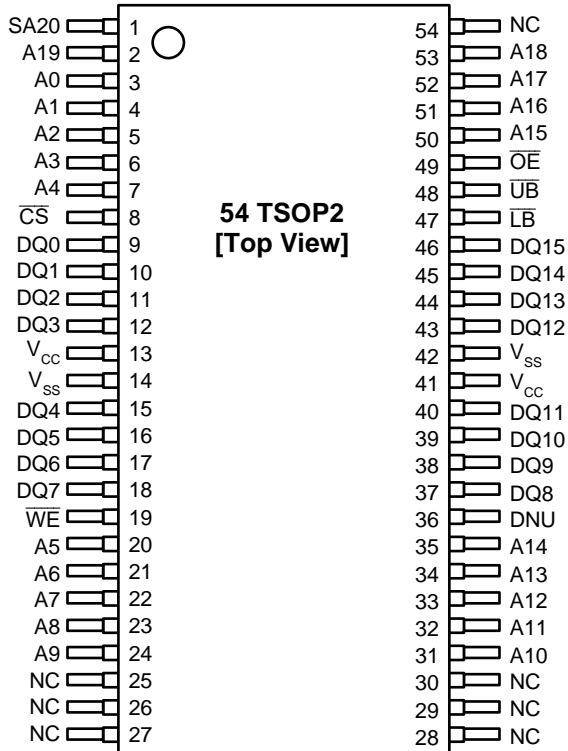 SA20 1 54 NC
A19 2 53 A18
A0 3 52 A17
A1 4 51 A16
A2 5 50 A15
A3 6 49 O̅E̅
A4 7 48 U̅B̅
C̅S̅ 8 54 TSOP2 47 L̅B̅
DQ0 9 [Top View] 46 DQ15
DQ1 10 45 DQ14
DQ2 11 44 DQ13
DQ3 12 43 DQ12
VCC 13 42 VSS
VSS 14 41 VCC
DQ4 15 40 DQ11
DQ5 16 39 DQ10
DQ6 17 38 DQ9
DQ7 18 37 DQ8
W̅E̅ 19 36 DNU
A5 20 35 A14
A6 21 34 A13
A7 22 33 A12
A8 23 32 A11
A9 24 31 A10
NC 25 30 NC
NC 26 29 NC
NC 27 28 NC